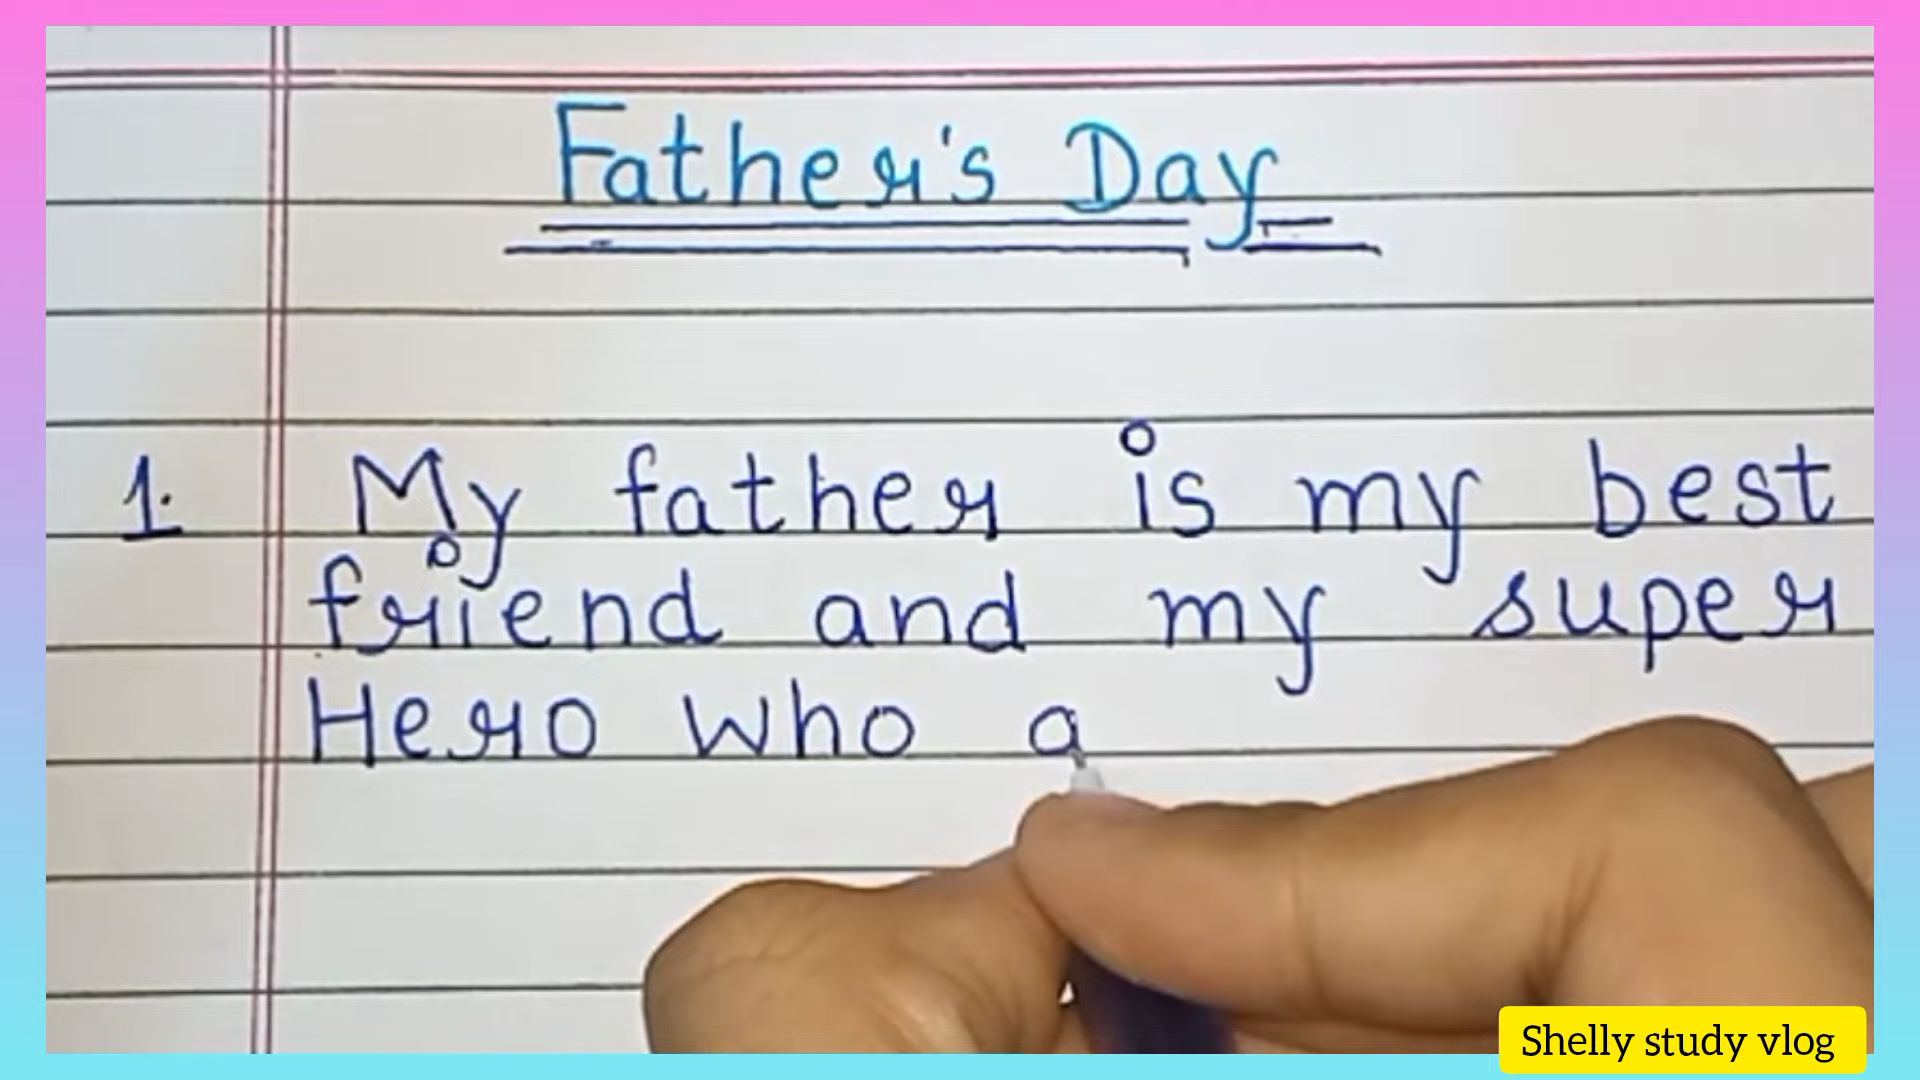 Father's Day
1. My father is my best
friend and my super
Hero who a
Shelly study vlog